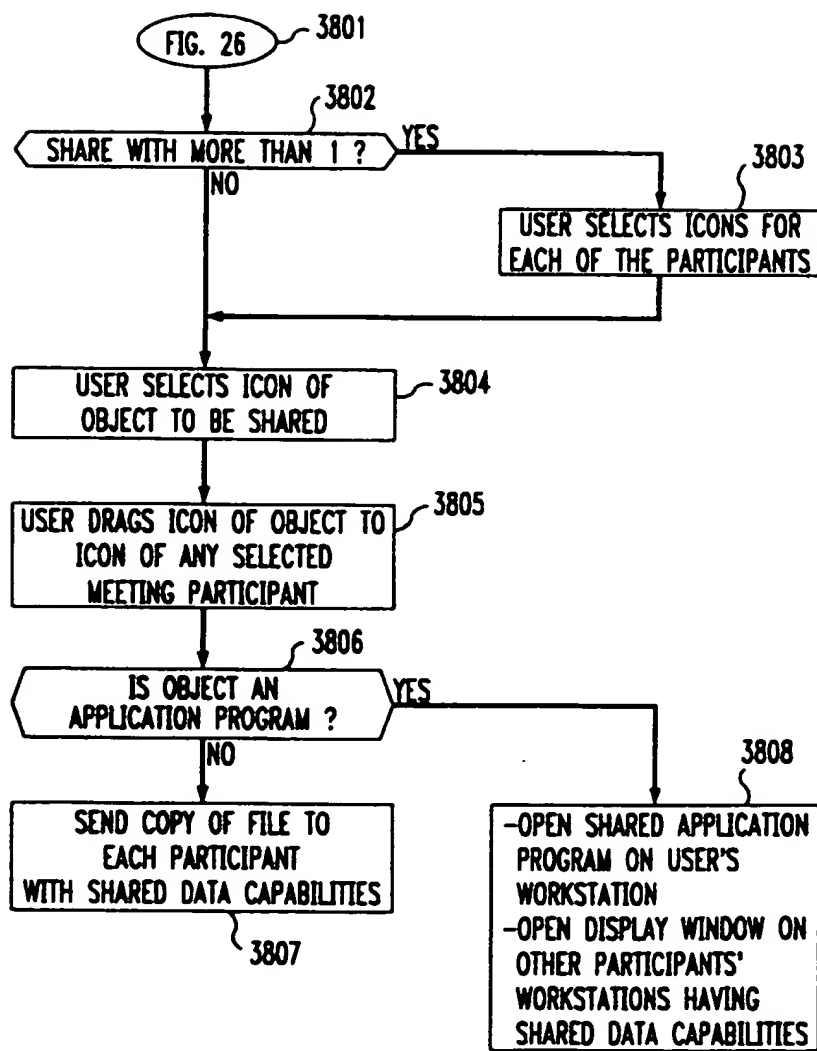 FIG. 26
3801
3802
SHARE WITH MORE THAN 1 ?
YES
NO
3803
USER SELECTS ICONS FOR
EACH OF THE PARTICIPANTS
USER SELECTS ICON OF
OBJECT TO BE SHARED
3804
USER DRAGS ICON OF OBJECT TO
ICON OF ANY SELECTED
MEETING PARTICIPANT
3805
3806
IS OBJECT AN
APPLICATION PROGRAM ?
YES
NO
SEND COPY OF FILE TO
EACH PARTICIPANT
WITH SHARED DATA CAPABILITIES
3807
3808
-OPEN SHARED APPLICATION
PROGRAM ON USER'S
WORKSTATION
-OPEN DISPLAY WINDOW ON
OTHER PARTICIPANTS'
WORKSTATIONS HAVING
SHARED DATA CAPABILITIES